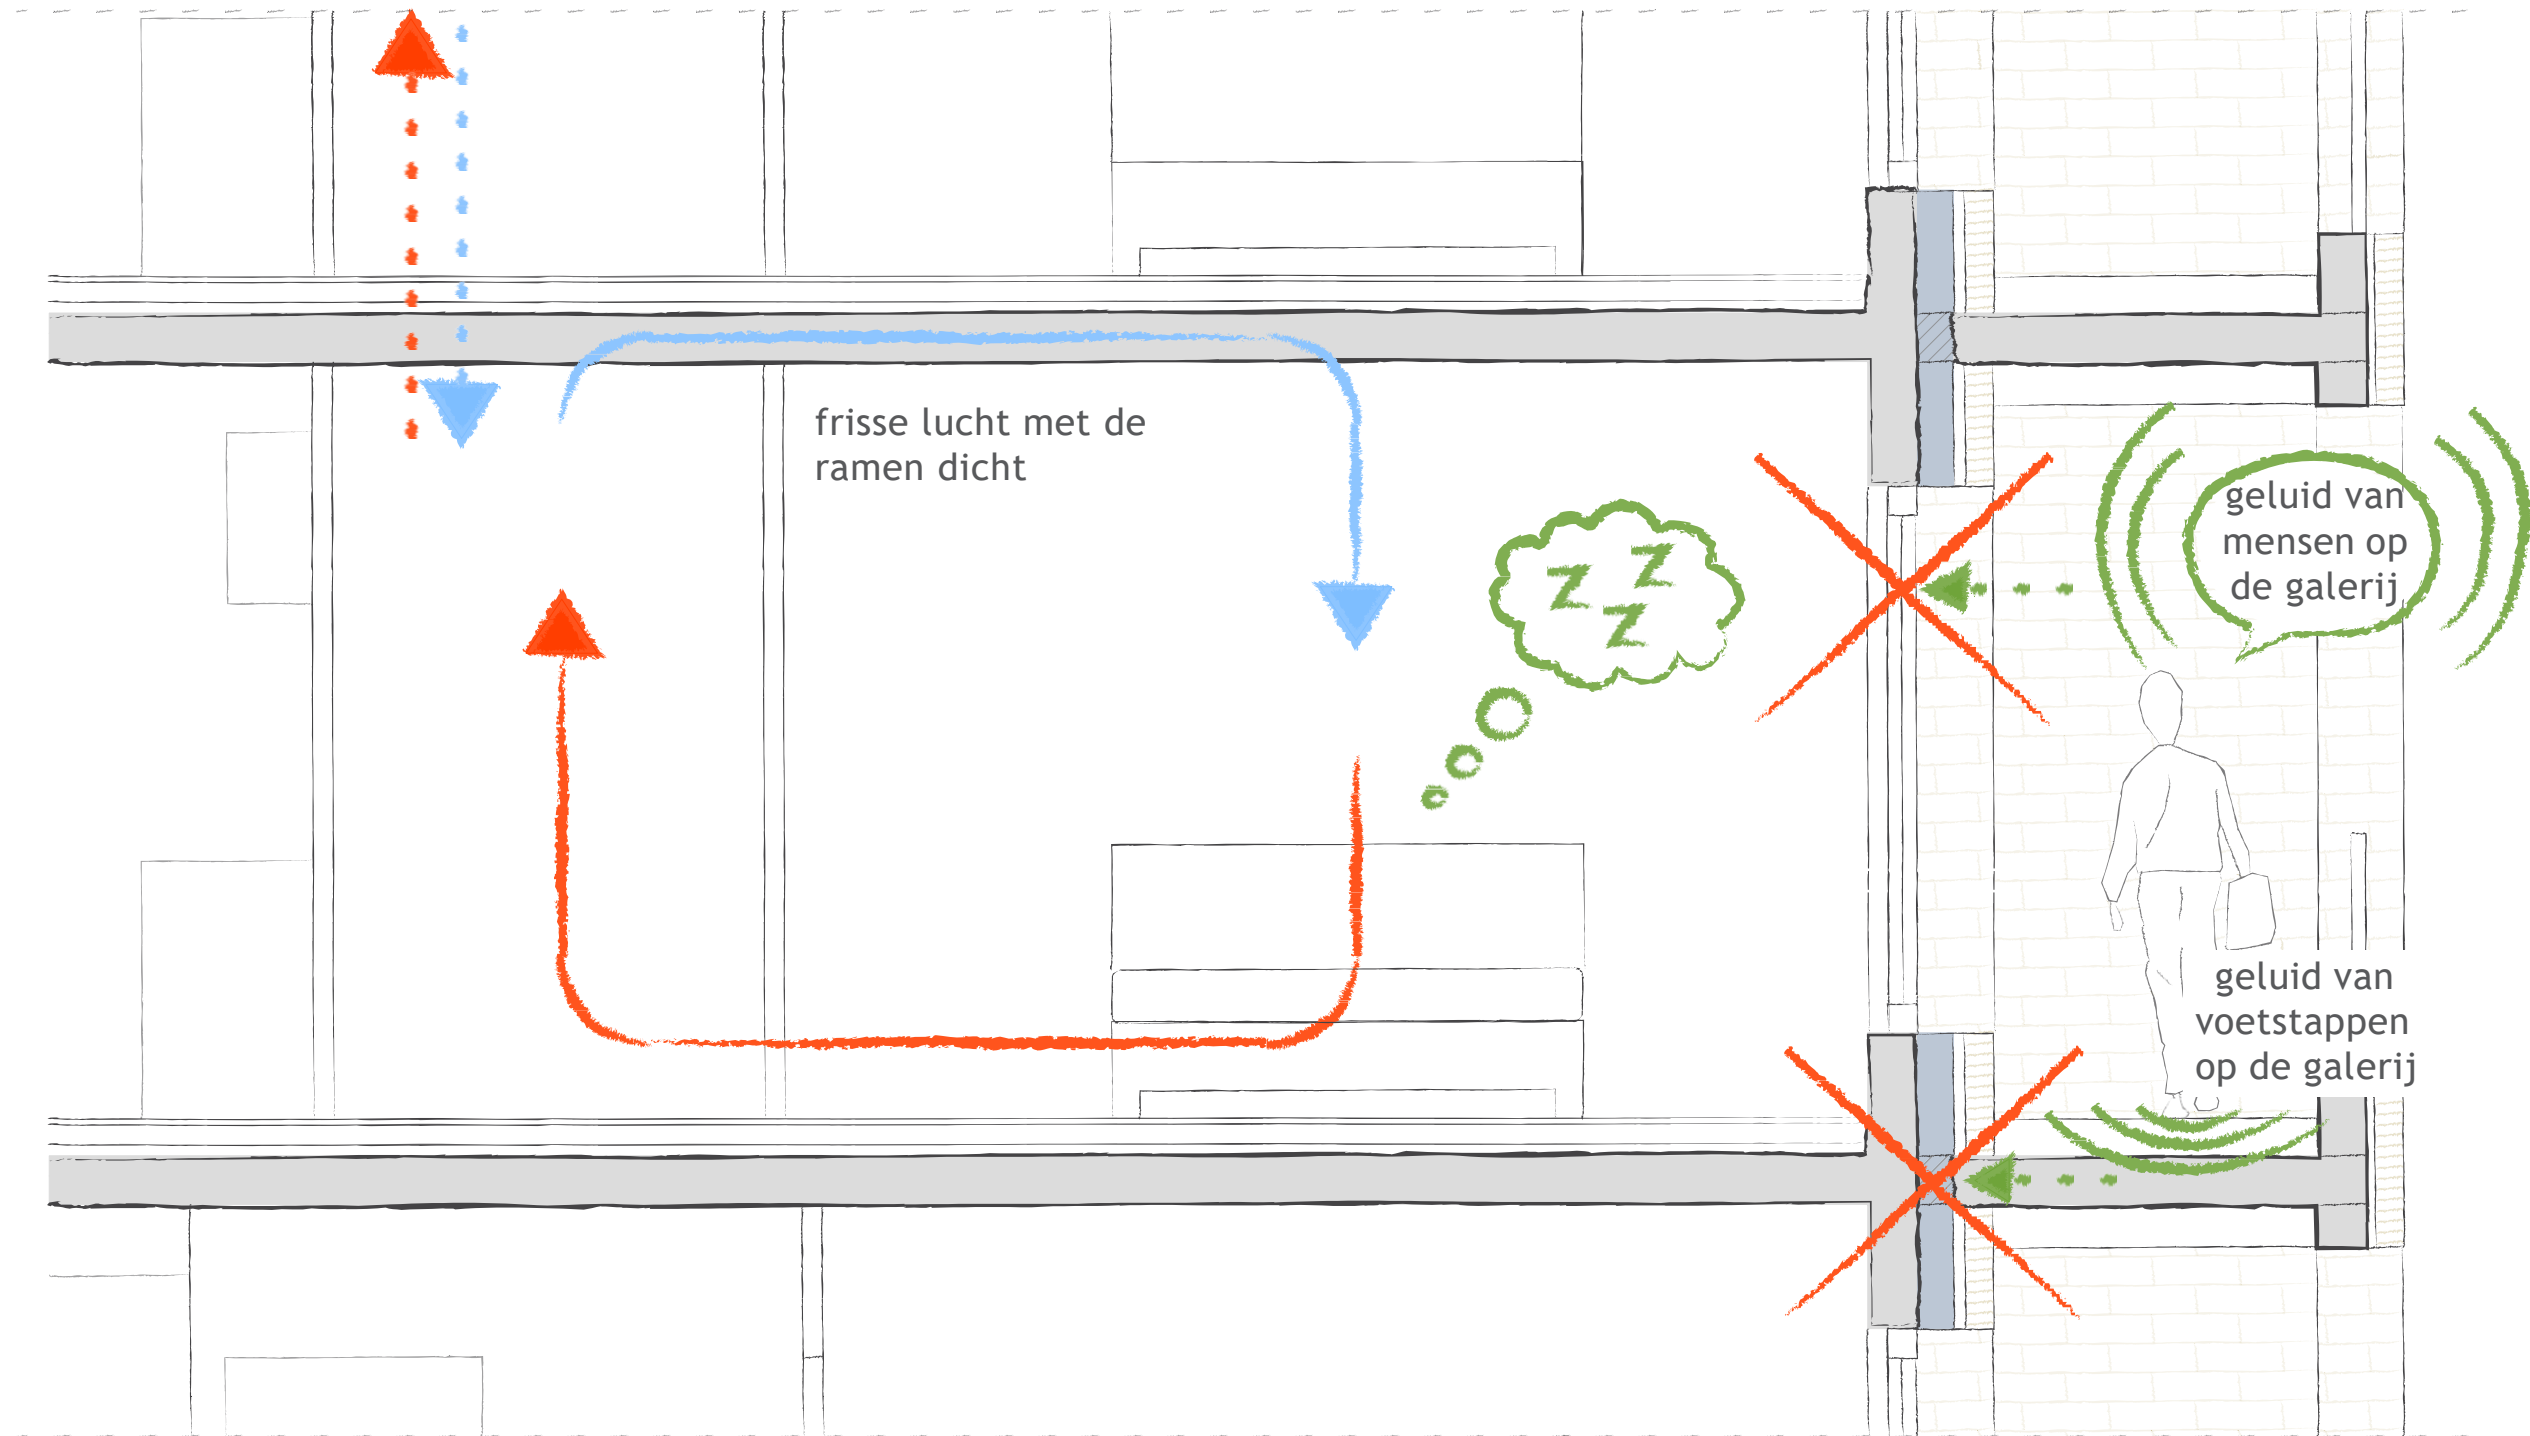 frisse lucht met de
ramen dicht
z
z
z
geluid van
mensen op
de galerij
geluid van
voetstappen
op de galerij